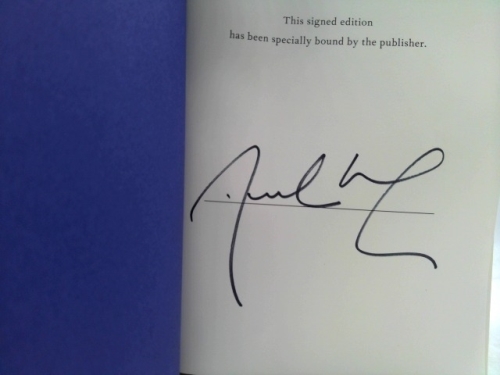 This signed edition
has been specially bound by the publisher.